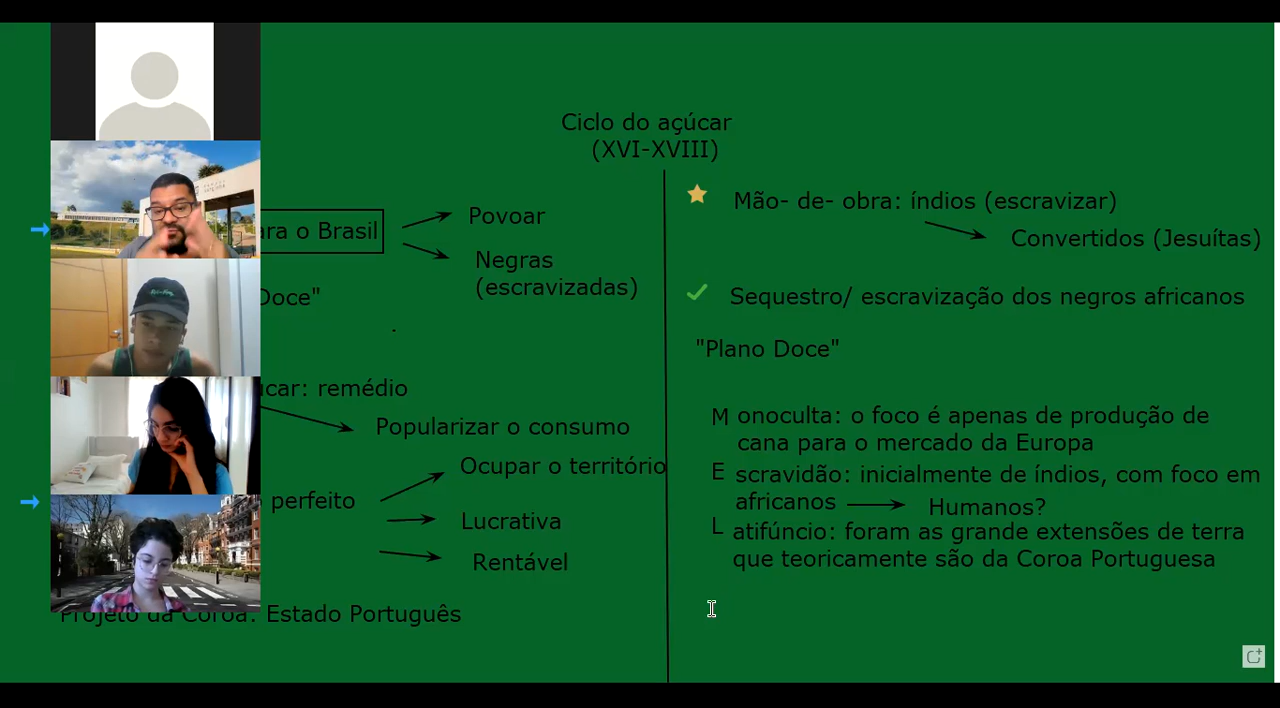 Ciclo do açúcar
(XVI-XVIII)
ara o Brasil
Povoar
Negras
(escravizadas)
Doce"
car: remédio
Popularizar o consumo
perfeito
Ocupar o território
Lucrativa
Rentável
Projeto da Coroa: Estado Português
Mão- de- obra: índios (escravizar)
Convertidos (Jesuítas)
Sequestro/ escravização dos negros africanos
"Plano Doce"
M onoculta: o foco é apenas de produção de
cana para o mercado da Europa
E scravidão: inicialmente de índios, com foco em
africanos Humanos?
L atifúncio: foram as grande extensões de terra
que teoricamente são da Coroa Portuguesa